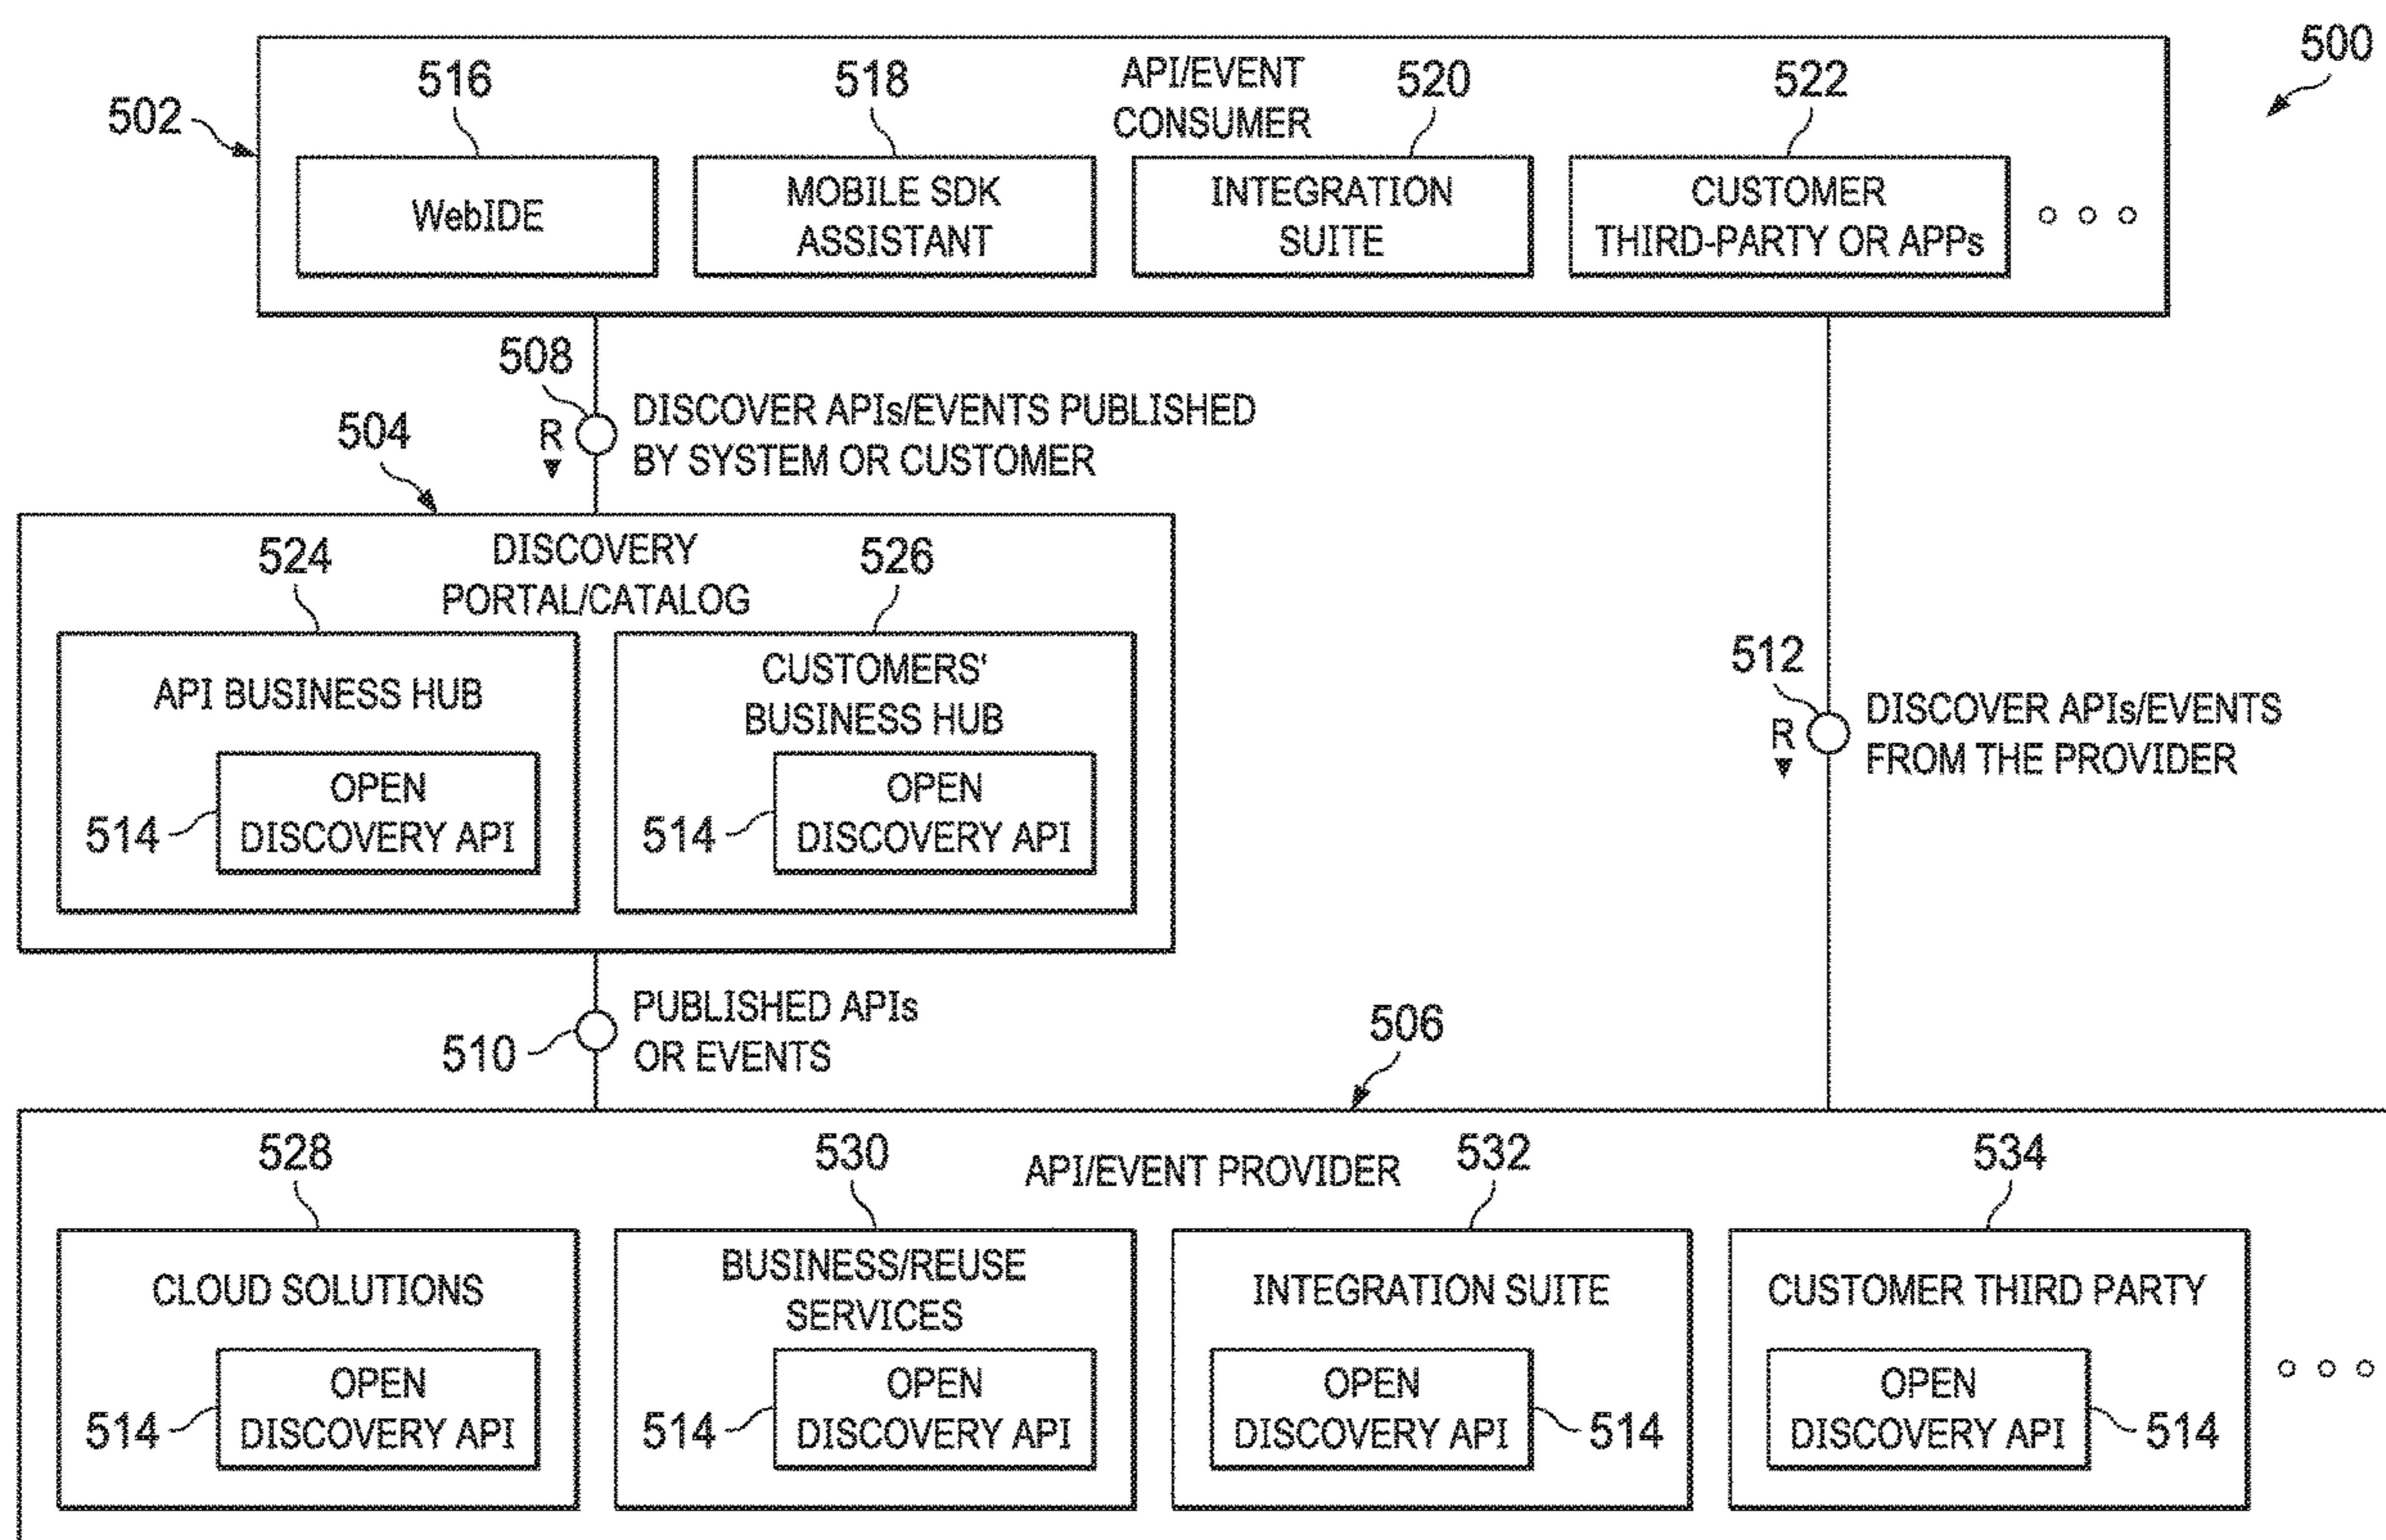 500
502
516
518
API/EVENT
CONSUMER
520
522
WebIDE
MOBILE SDK
ASSISTANT
INTEGRATION
SUITE
CUSTOMER
THIRD-PARTY OR APPs
508
R
DISCOVER APIs/EVENTS PUBLISHED
BY SYSTEM OR CUSTOMER
504
524
DISCOVERY
PORTAL/CATALOG
526
API BUSINESS HUB
OPEN
DISCOVERY API
514
CUSTOMERS'
BUSINESS HUB
OPEN
DISCOVERY API
514
512
R
DISCOVER APIs/EVENTS
FROM THE PROVIDER
510
PUBLISHED APIs
OR EVENTS
506
528
530
API/EVENT PROVIDER
532
534
CLOUD SOLUTIONS
OPEN
DISCOVERY API
514
BUSINESS/REUSE
SERVICES
OPEN
DISCOVERY API
514
INTEGRATION SUITE
OPEN
DISCOVERY API
514
CUSTOMER THIRD PARTY
OPEN
DISCOVERY API
514